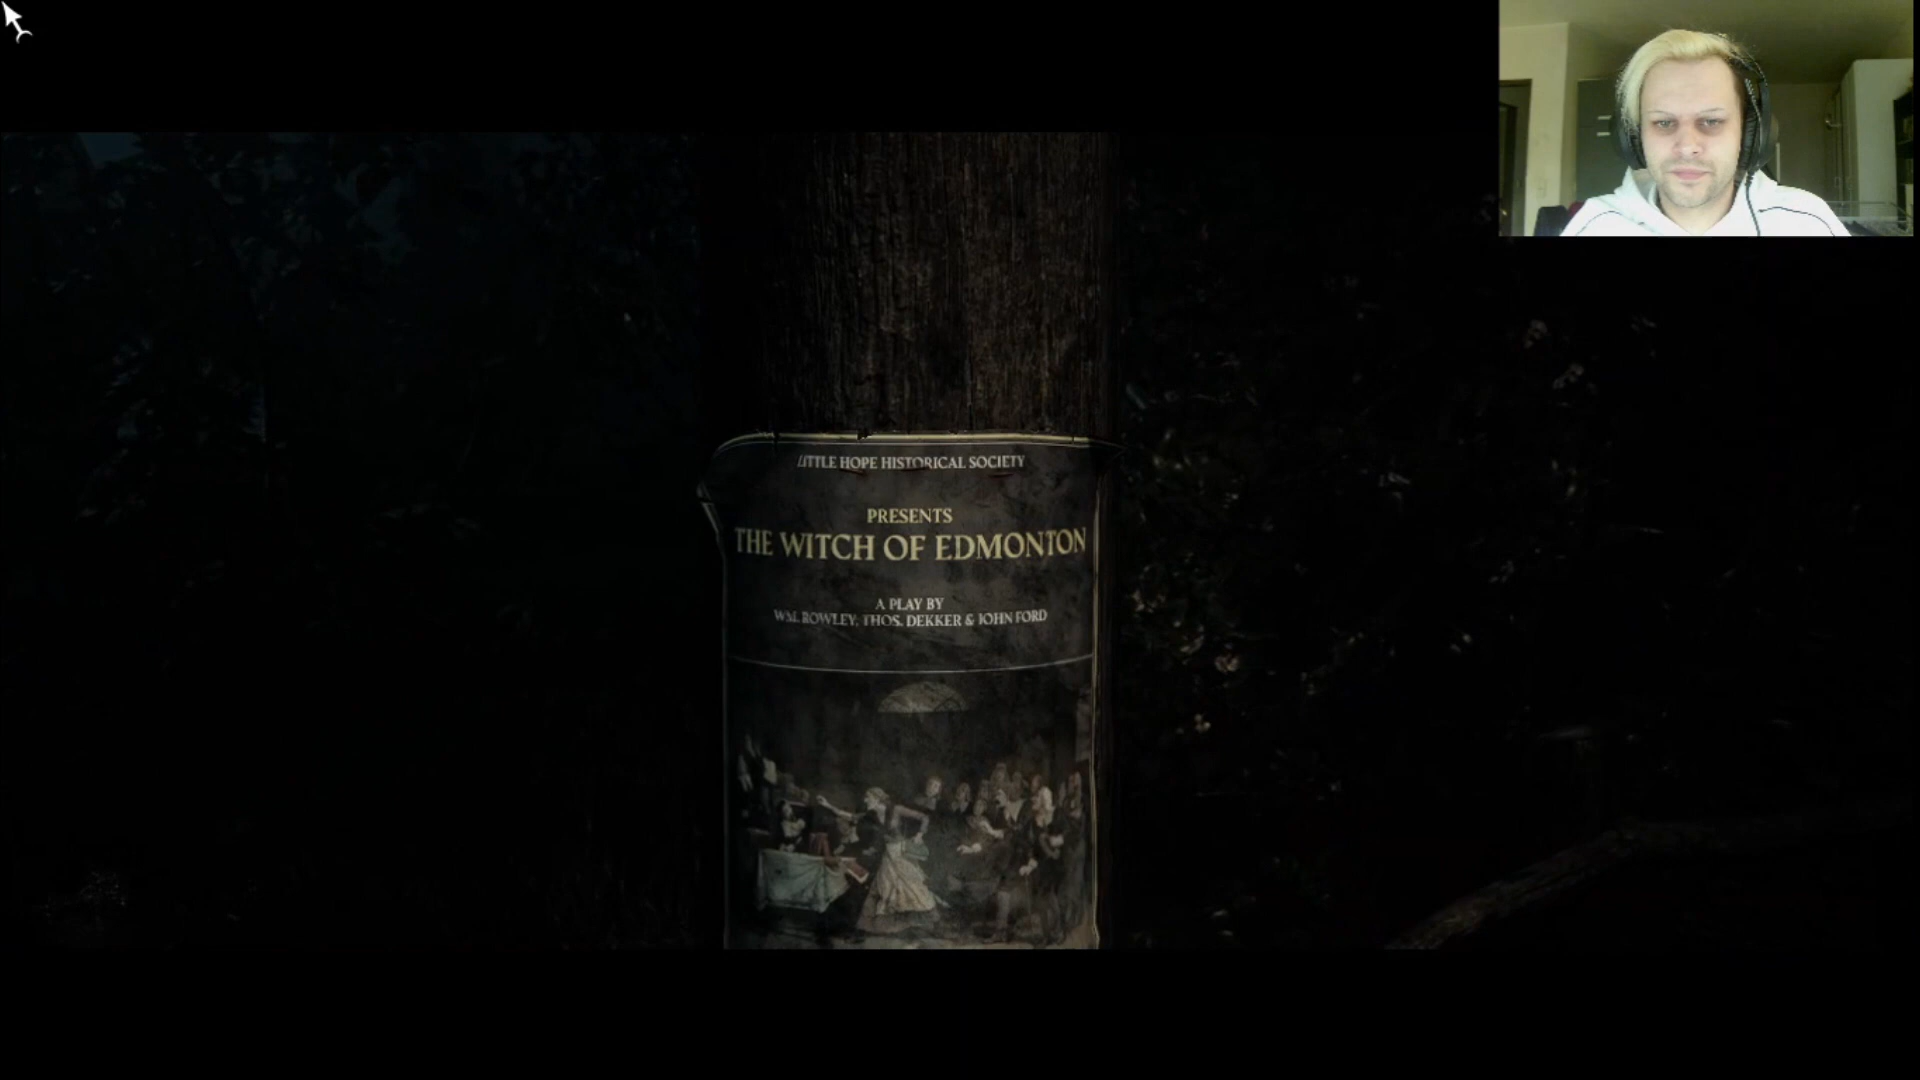 LITTLE HOPE HISTORICAL SOCIETY
PRESENTS
THE WITCH OF EDMONTON
A PLAY BY
WM. ROWLEY, THOS. DEKKER & JOHN FORD